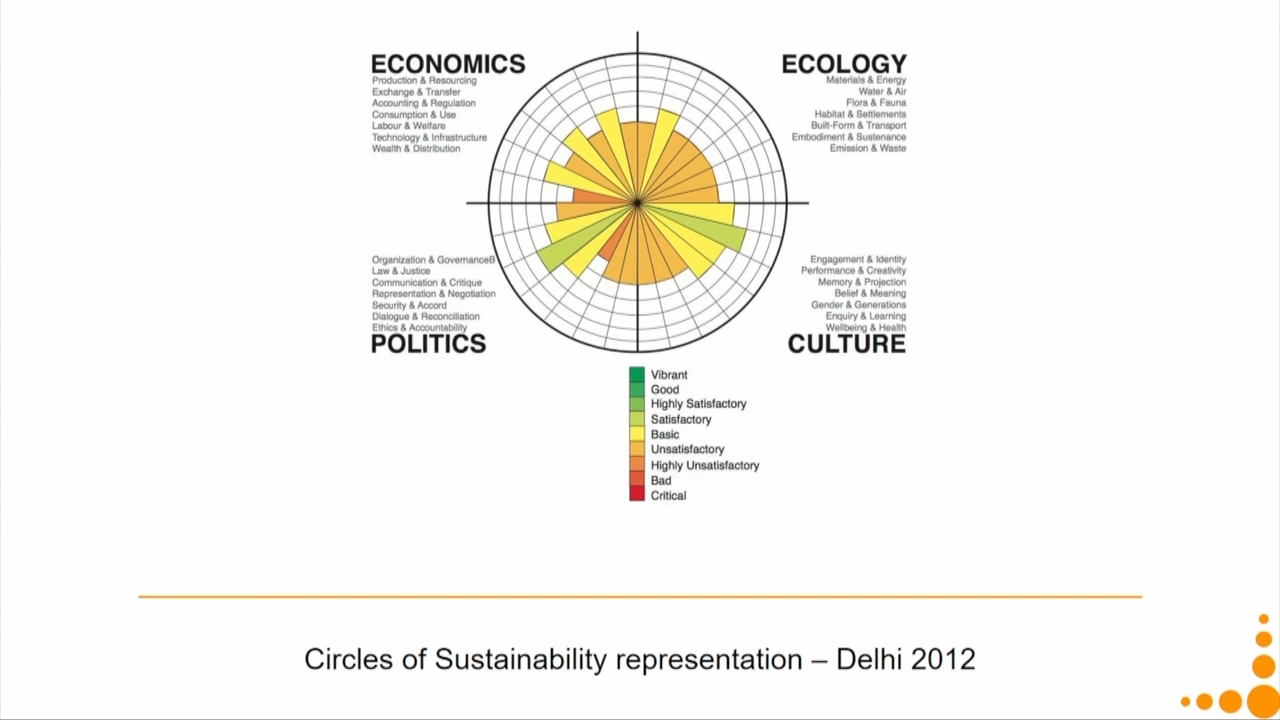 ECONOMICS
Production & Resourcing
Exchange & Transfer
Accounting & Regulation
Consumption & Use
Labour & Welfare
Technology & Infrastructure
Wealth & Distribution
ECOLOGY
Materials & Energy
Water & Air
Flora & Fauna
Habitat & Settlements
Built-Form & Transport
Embodiment & Sustenance
Emission & Waste
Organization & GovernanceB
Law & Justice
Communication & Critique
Representation & Negotiation
Security & Accord
Dialogue & Reconciliation
Ethics & Accountability
POLITICS
Engagement & Identity
Performance & Creativity
Memory & Projection
Belief & Meaning
Gender & Generations
Enquiry & Learning
Wellbeing & Health
CULTURE
Vibrant
Good
Highly Satisfactory
Satisfactory
Basic
Unsatisfactory
Highly Unsatisfactory
Bad
Critical
Circles of Sustainability representation – Delhi 2012